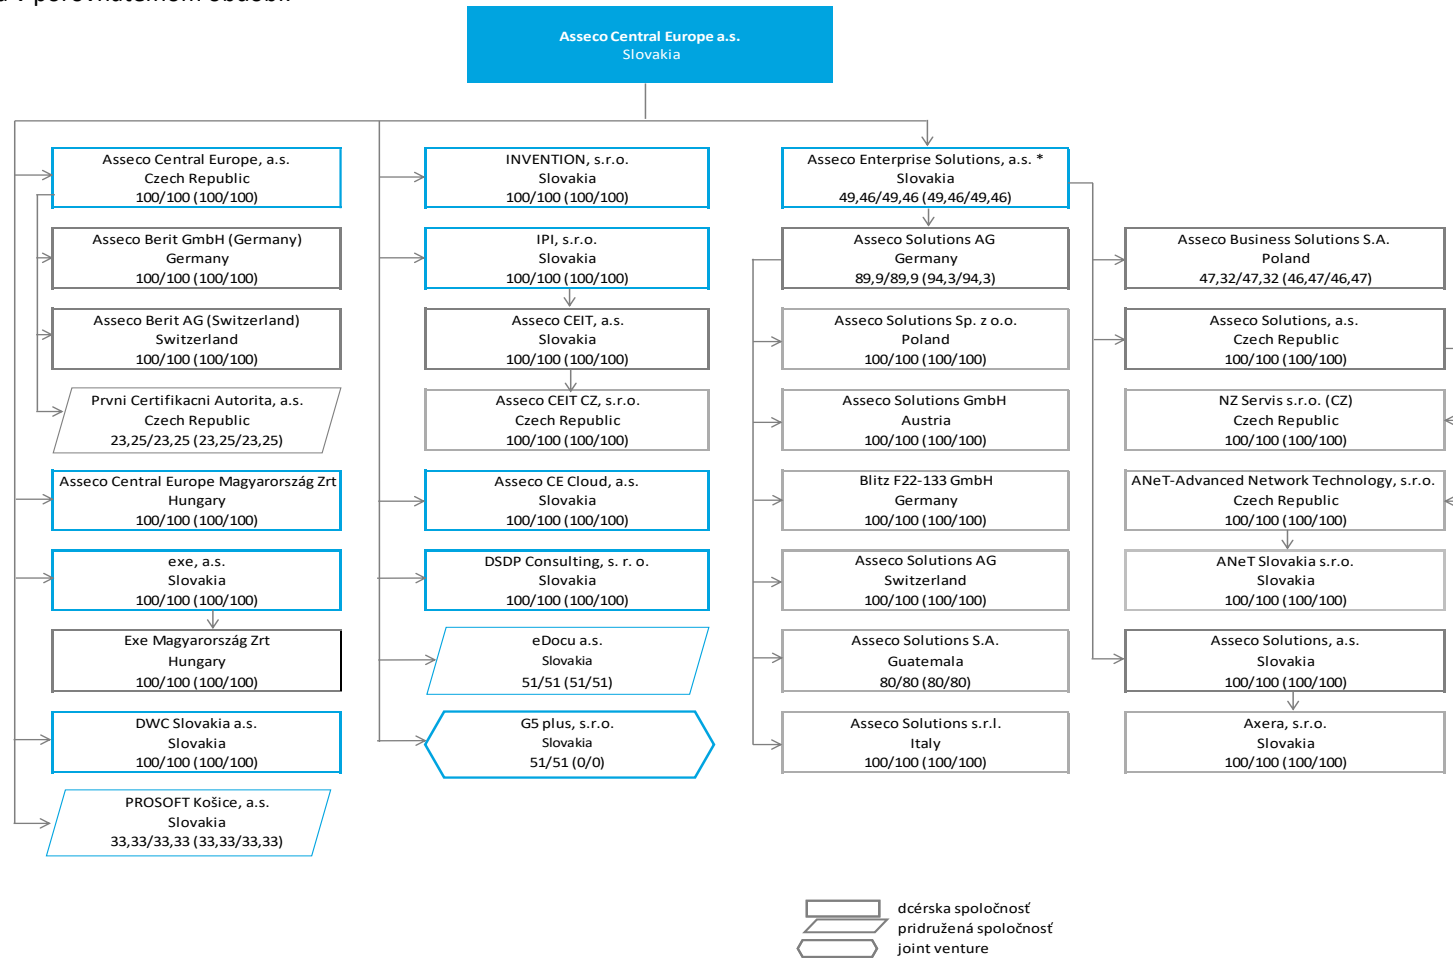 v porovnateľnom období.
Asseco Central Europe a.s.
Slovakia
Asseco Central Europe, a.s.
Czech Republic
100/100 (100/100)
Asseco Berit GmbH (Germany)
Germany
100/100 (100/100)
Asseco Berit AG (Switzerland)
Switzerland
100/100 (100/100)
Prvni Certifikacni Autorita, a.s.
Czech Republic
23,25/23,25 (23,25/23,25)
Asseco Central Europe Magyarország Zrt
Hungary
100/100 (100/100)
exe, a.s.
Slovakia
100/100 (100/100)
Exe Magyarország Zrt
Hungary
100/100 (100/100)
DWC Slovakia a.s.
Slovakia
100/100 (100/100)
PROSOFT Košice, a.s.
Slovakia
33,33/33,33 (33,33/33,33)
INVENTION, s.r.o.
Slovakia
100/100 (100/100)
IPI, s.r.o.
Slovakia
100/100 (100/100)
Asseco CEIT, a.s.
Slovakia
100/100 (100/100)
Asseco CEIT CZ, s.r.o.
Czech Republic
100/100 (100/100)
Asseco CE Cloud, a.s.
Slovakia
100/100 (100/100)
DSDP Consulting, s. r. o.
Slovakia
100/100 (100/100)
eDocu a.s.
Slovakia
51/51 (51/51)
G5 plus, s.r.o.
Slovakia
51/51 (0/0)
Asseco Enterprise Solutions, a.s. *
Slovakia
49,46/49,46 (49,46/49,46)
Asseco Solutions AG
Germany
89,9/89,9 (94,3/94,3)
Asseco Solutions Sp. z o.o.
Poland
100/100 (100/100)
Asseco Solutions GmbH
Austria
100/100 (100/100)
Blitz F22-133 GmbH
Germany
100/100 (100/100)
Asseco Solutions AG
Switzerland
100/100 (100/100)
Asseco Solutions S.A.
Guatemala
80/80 (80/80)
Asseco Solutions s.r.l.
Italy
100/100 (100/100)
Asseco Business Solutions S.A.
Poland
47,32/47,32 (46,47/46,47)
Asseco Solutions, a.s.
Czech Republic
100/100 (100/100)
NZ Servis s.r.o. (CZ)
Czech Republic
100/100 (100/100)
ANeT-Advanced Network Technology, s.r.o.
Czech Republic
100/100 (100/100)
ANeT Slovakia s.r.o.
Slovakia
100/100 (100/100)
Asseco Solutions, a.s.
Slovakia
100/100 (100/100)
Axera, s.r.o.
Slovakia
100/100 (100/100)
dcérska spoločnosť
pridružená spoločnosť
joint venture